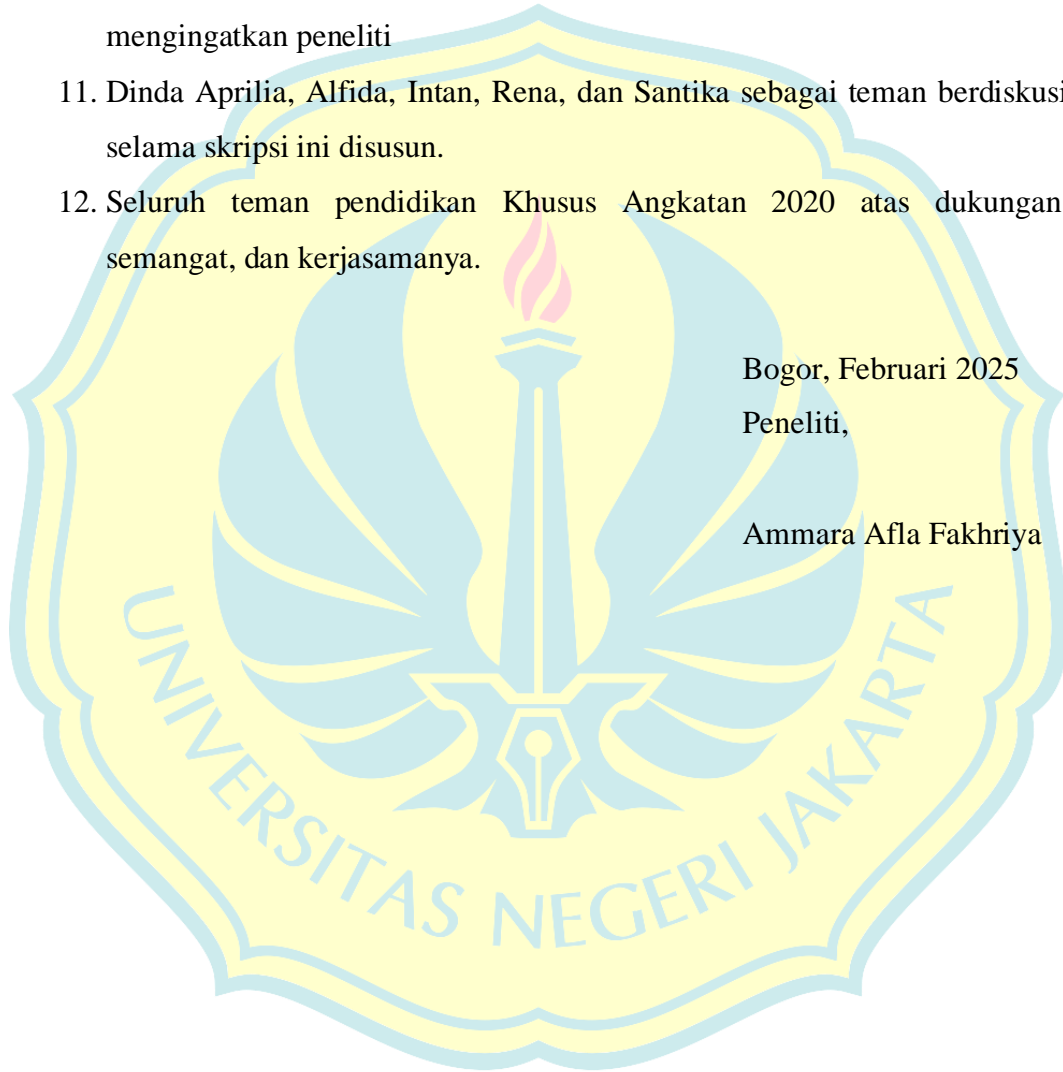 mengingatkan peneliti
11. Dinda Aprilia, Alfida, Intan, Rena, dan Santika sebagai teman berdiskusi
selama skripsi ini disusun.
12. Seluruh teman pendidikan Khusus Angkatan 2020 atas dukungan
semangat, dan kerjasamanya.
Bogor, Februari 2025
Peneliti,
Ammara Afla Fakhriya
UNIVERSITAS NEGERI JAKARTA